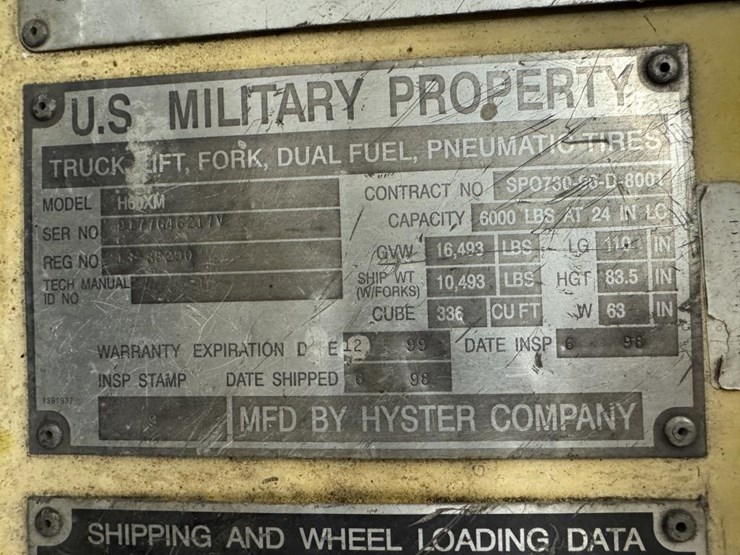 U.S MILITARY PROPERTY
TRUCK, LIFT, FORK, DUAL FUEL, PNEUMATIC TIRES
MODEL H60XM
CONTRACT NO
SER NO
CAPACITY 6000 LBS AT 24 IN LC
REG NO
GVW 16,493 LBS LG 110 IN
TECH MANUAL
ID NO
SHIP WT
(W/FORKS) 10,493 LBS HGT 83.5 IN
CUBE 336 CU FT W 63 IN
WARRANTY EXPIRATION DATE 12 99 DATE INSP 6 98
INSP STAMP DATE SHIPPED 6 98
MFD BY HYSTER COMPANY
SHIPPING AND WHEEL LOADING DATA